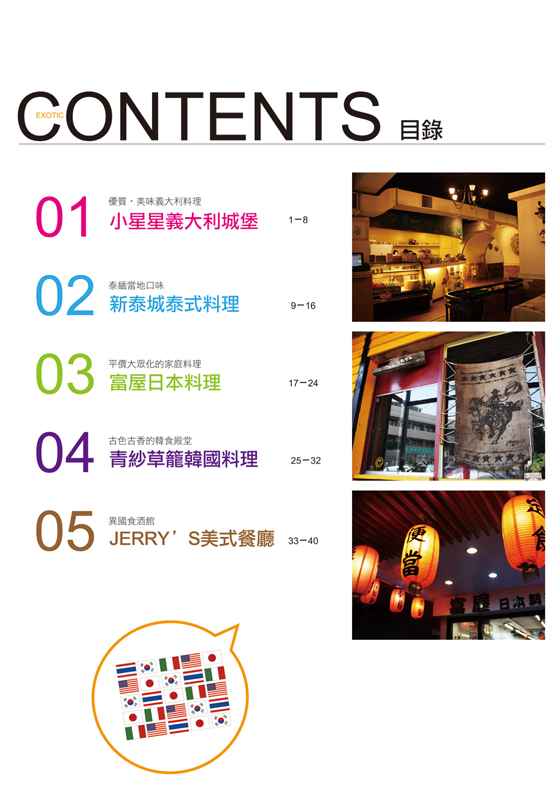 EXOTIC
CONTENTS 目錄
01
優質・美味義大利料理
小星星義大利城堡
1－8
02
泰緬當地口味
新泰城泰式料理
9－16
03
平價大眾化的家庭料理
富屋日本料理
17－24
04
古色古香的韓食殿堂
青紗草籠韓國料理
25－32
05
異國食酒館
JERRY’S美式餐廳
33－40
便當
定食
富屋 日本料